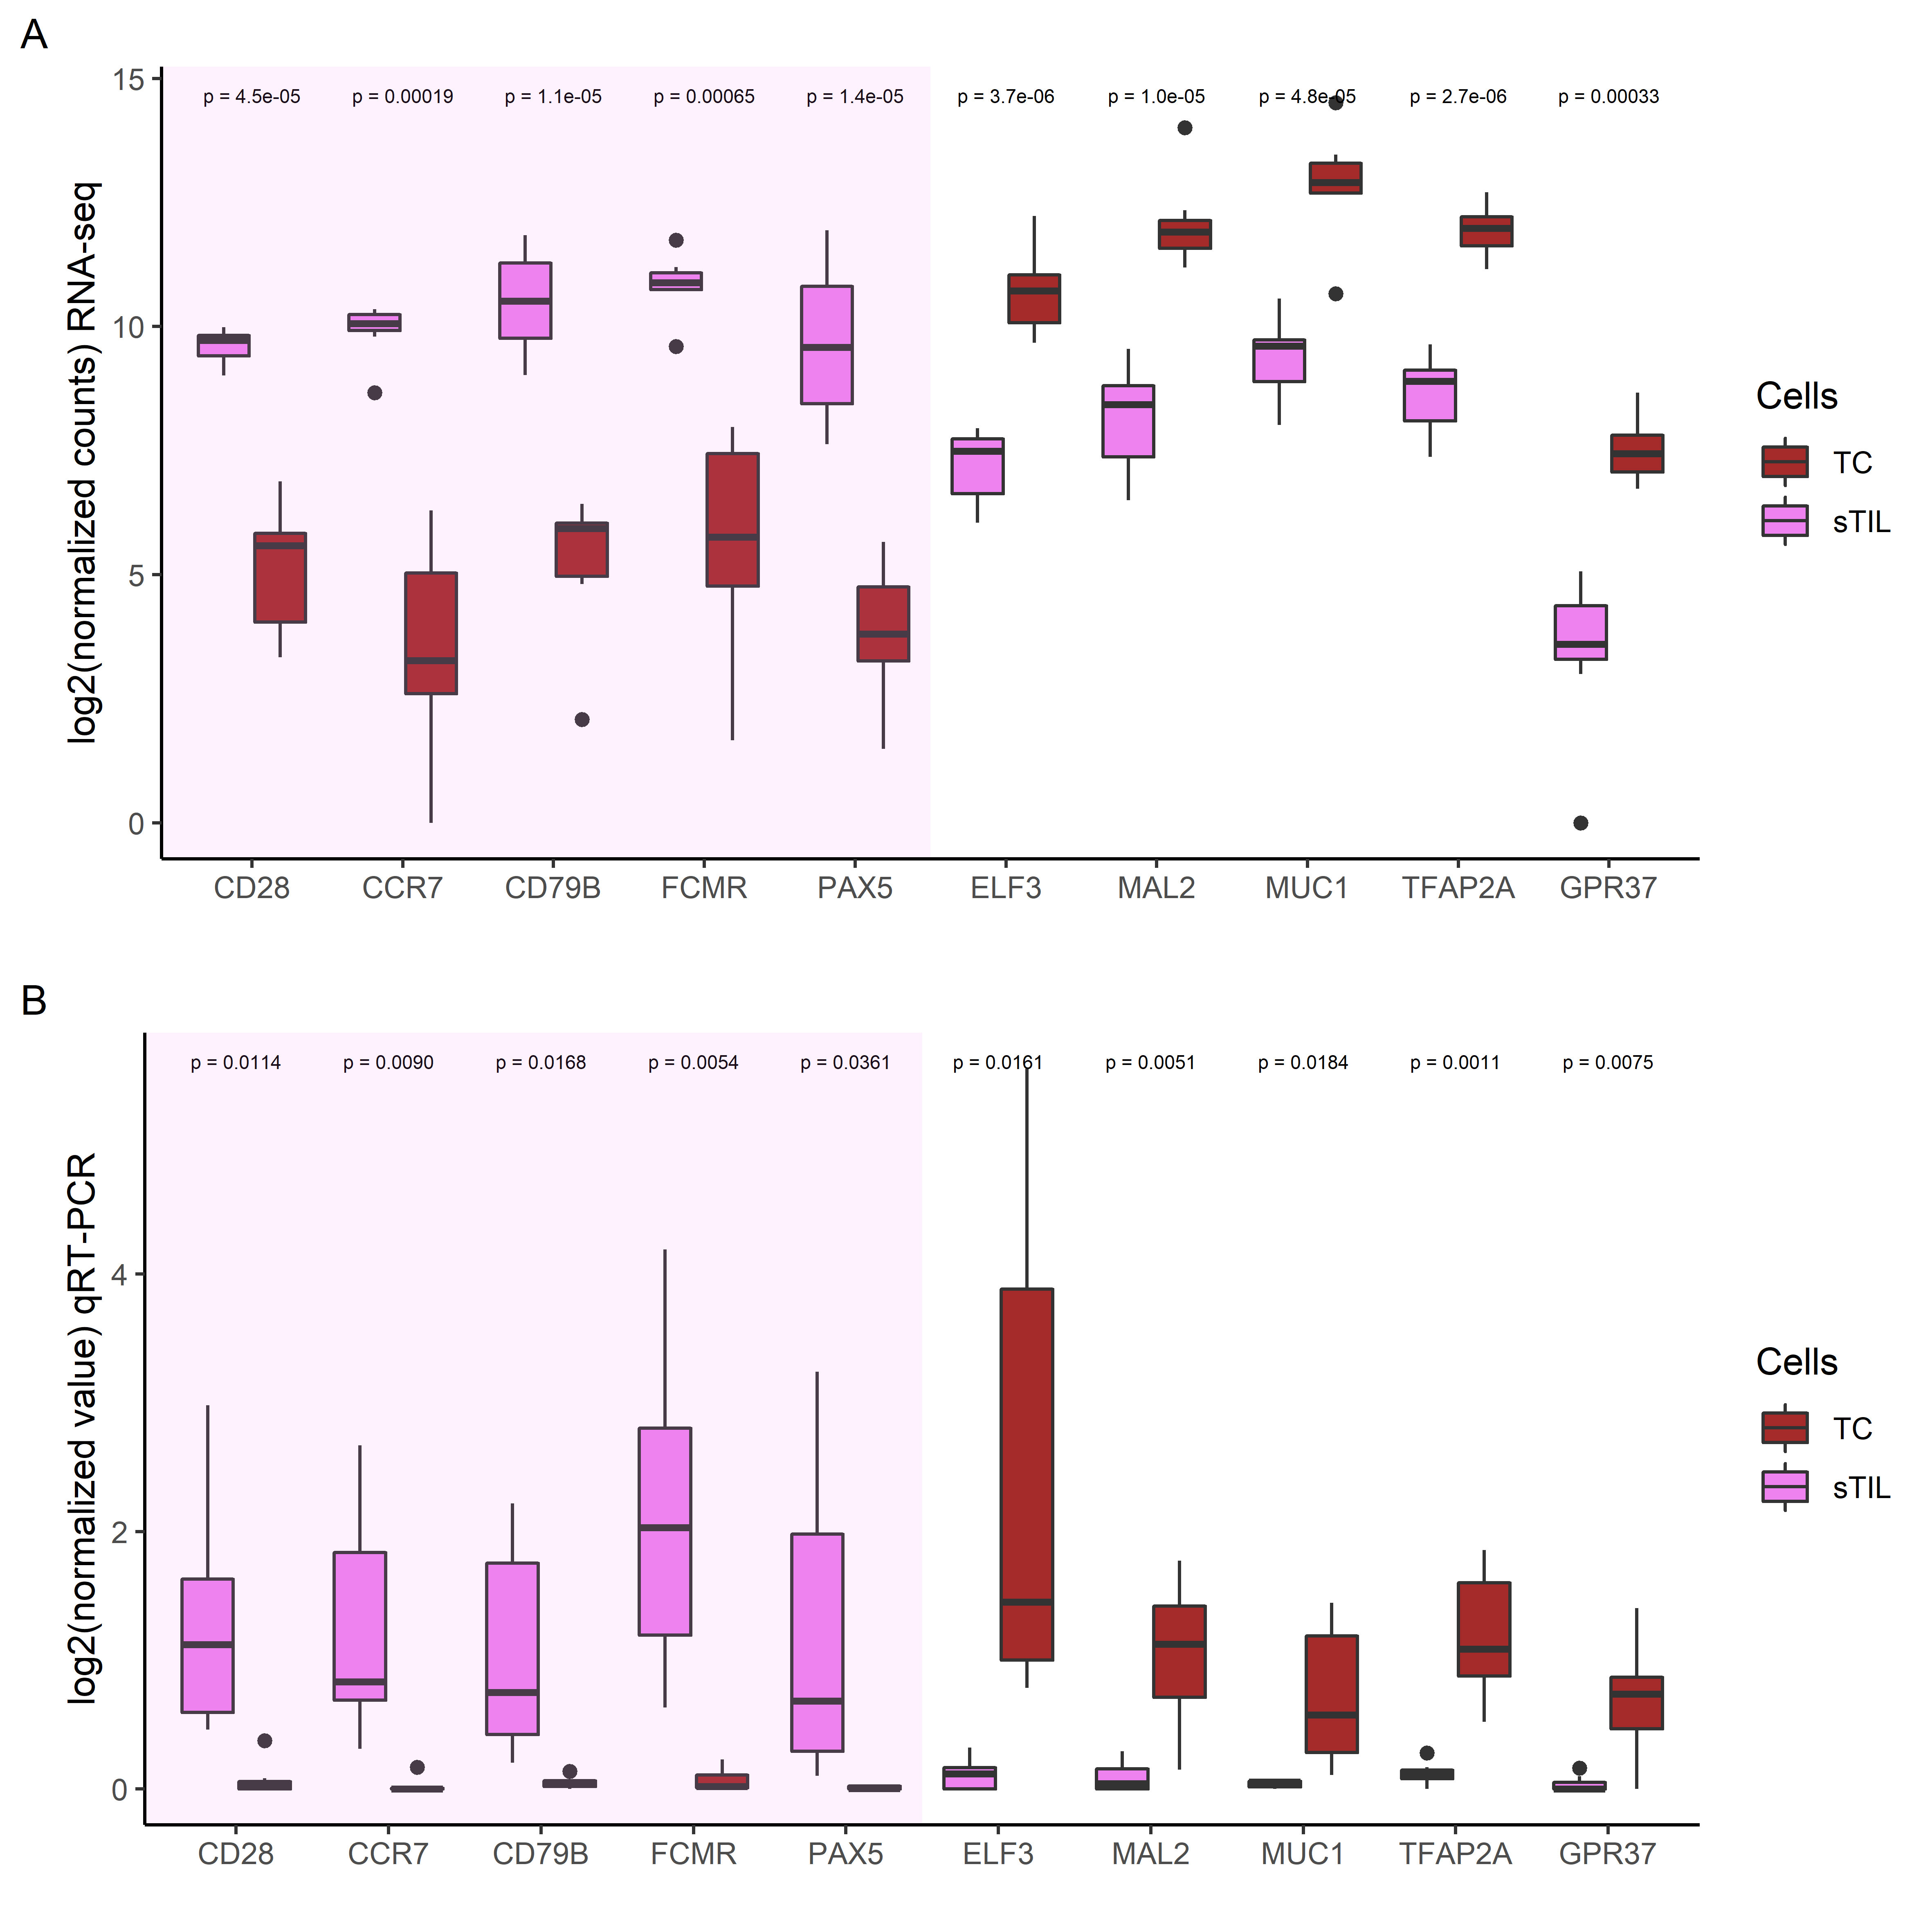 A
p = 4.5e-05 p = 0.00019 p = 1.1e-05 p = 0.00065 p = 1.4e-05 p = 3.7e-06 p = 1.0e-05 p = 4.8e-05 p = 2.7e-06 p = 0.00033
log2(normalized counts) RNA-seq
15
10
5
0
CD28 CCR7 CD79B FCMR PAX5 ELF3 MAL2 MUC1 TFAP2A GPR37
Cells
TC
sTIL
B
p = 0.0114 p = 0.0090 p = 0.0168 p = 0.0054 p = 0.0361 p = 0.0161 p = 0.0051 p = 0.0184 p = 0.0011 p = 0.0075
log2(normalized value) qRT-PCR
4
2
0
CD28 CCR7 CD79B FCMR PAX5 ELF3 MAL2 MUC1 TFAP2A GPR37
Cells
TC
sTIL